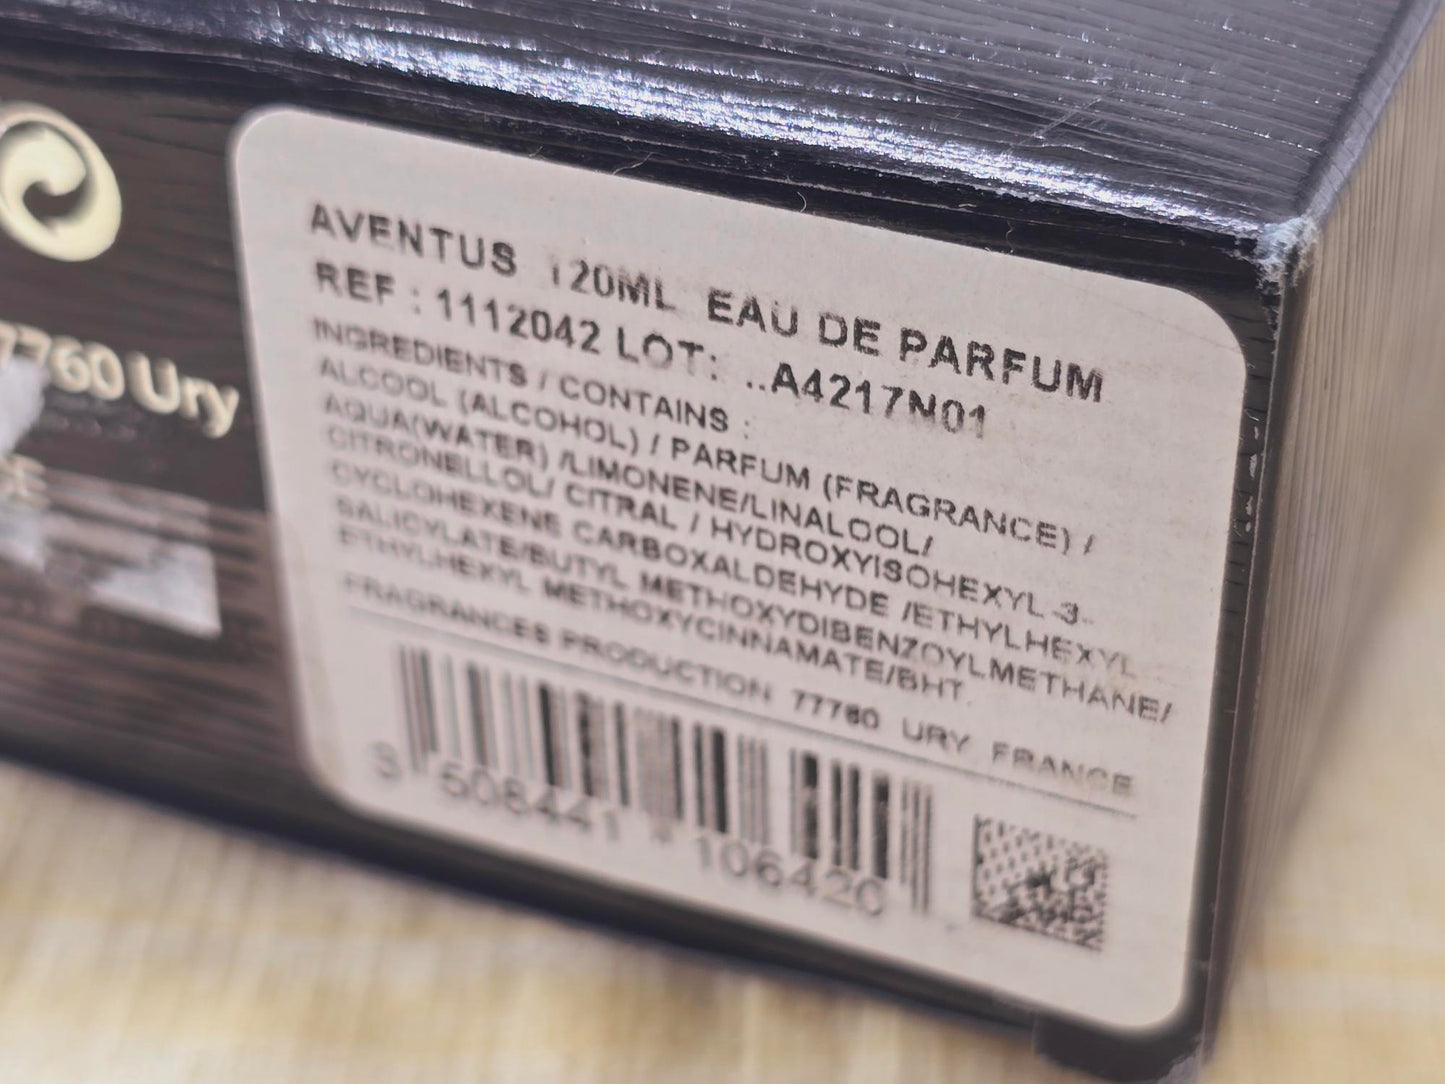 AVENTUS 120ML EAU DE PARFUM
REF : 1112042 LOT: ..A4217N01
INGREDIENTS / CONTAINS :
ALCOOL (ALCOHOL) / PARFUM (FRAGRANCE) /
AQUA(WATER) /LIMONENE/LINALOOL/
CITRONELLOL/ CITRAL / HYDROXYISOHEXYL-3-
CYCLOHEXENE CARBOXALDEHYDE /ETHYLHEXYL
SALICYLATE/BUTYL METHOXYDIBENZOYLMETHANE/
ETHYLHEXYL METHOXYCINNAMATE/BHT.
FRAGRANCES PRODUCTION 77760 URY FRANCE
3 508441 106420
77760 Ury